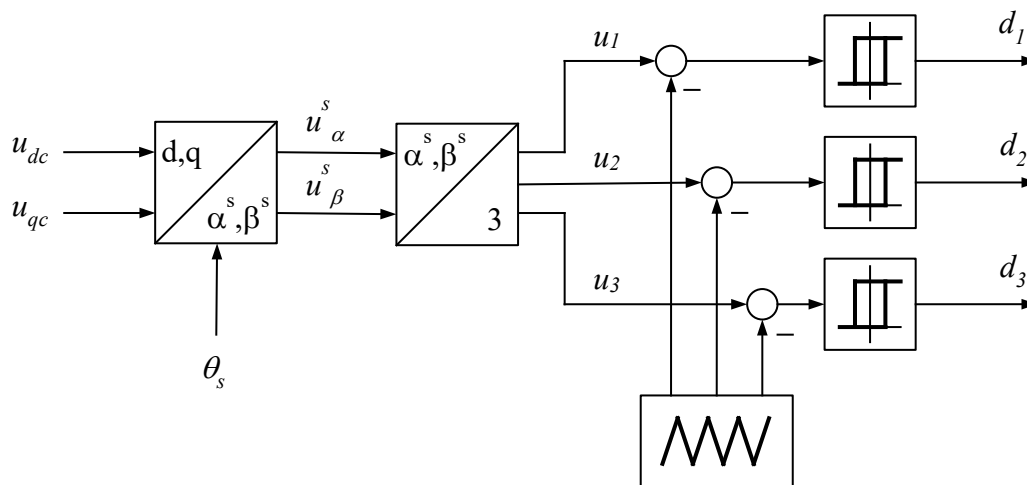 u_dc
u_qc
d,q
α^s,β^s
θ_s
u^s_α
u^s_β
α^s,β^s
3
u_1
u_2
u_3
–
–
–
d_1
d_2
d_3